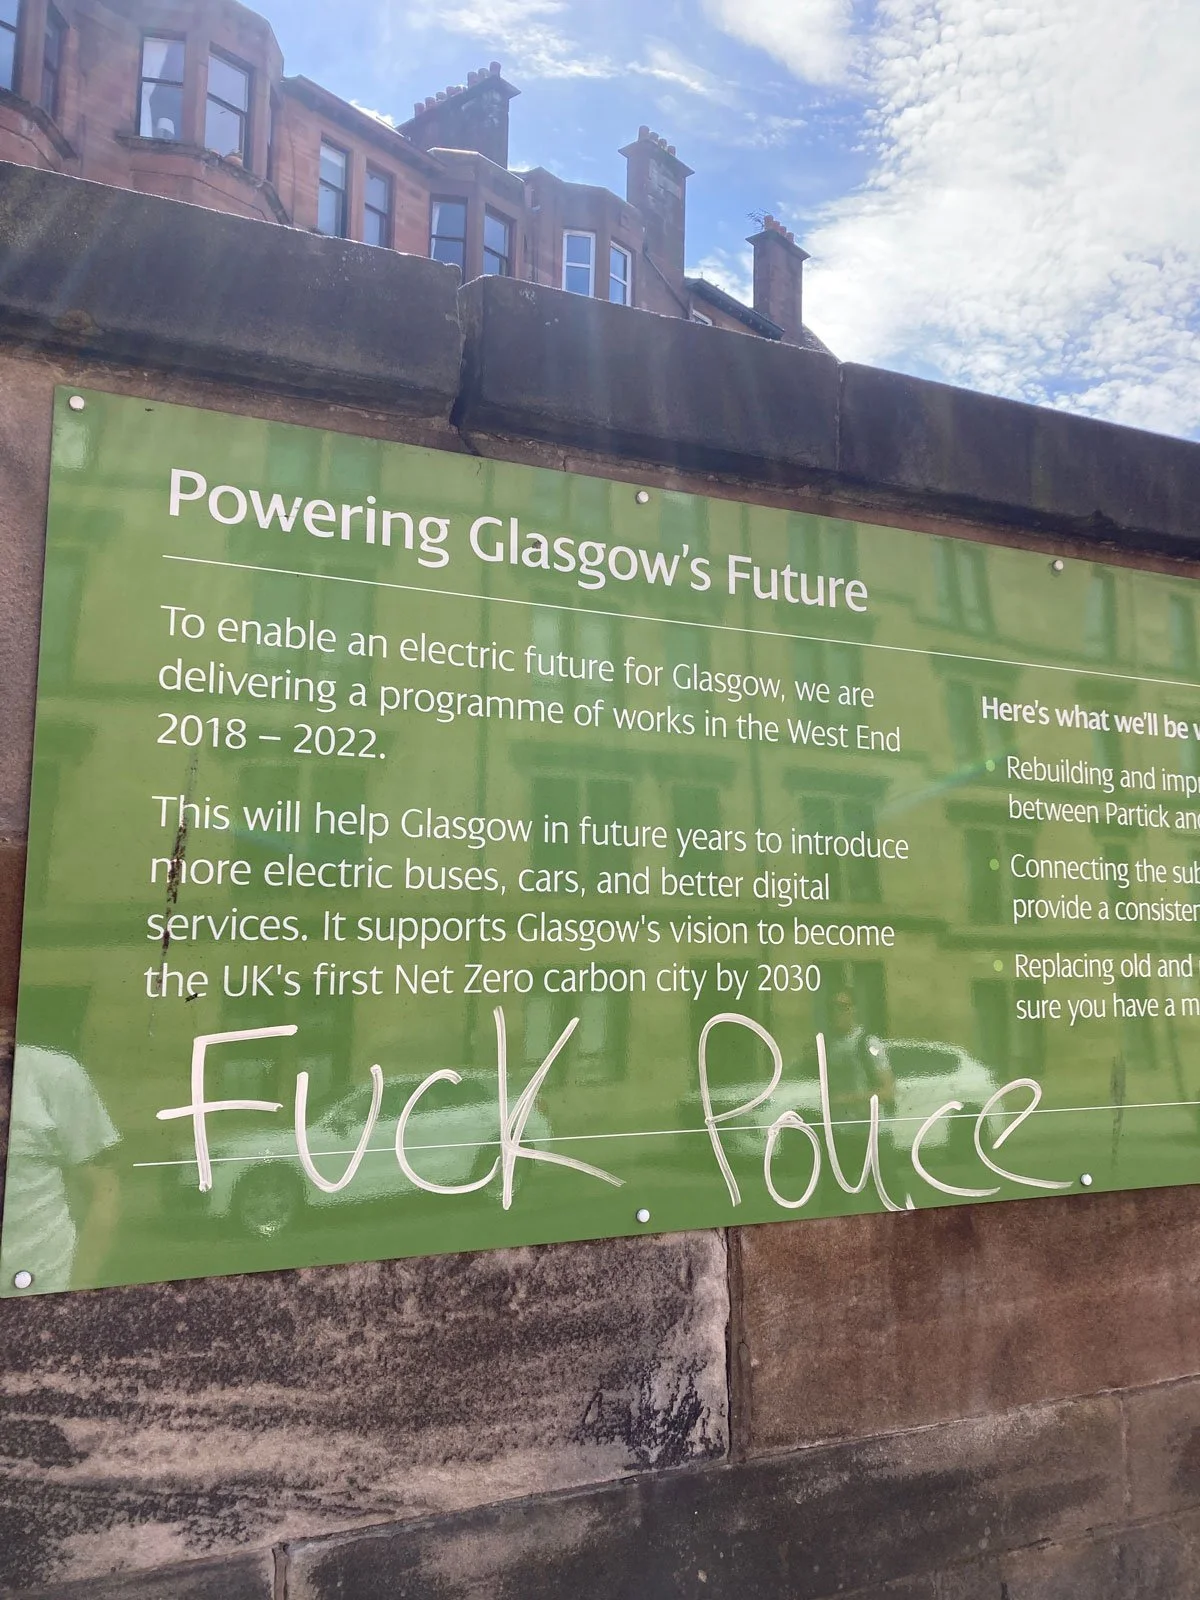 Powering Glasgow's Future
To enable an electric future for Glasgow, we are
delivering a programme of works in the West End
2018 – 2022.
This will help Glasgow in future years to introduce
more electric buses, cars, and better digital
services. It supports Glasgow's vision to become
the UK's first Net Zero carbon city by 2030
Here's what we'll be
• Rebuilding and
between Partick
• Connecting the
provide a
• Replacing old and
sure you have a
FUCK Police